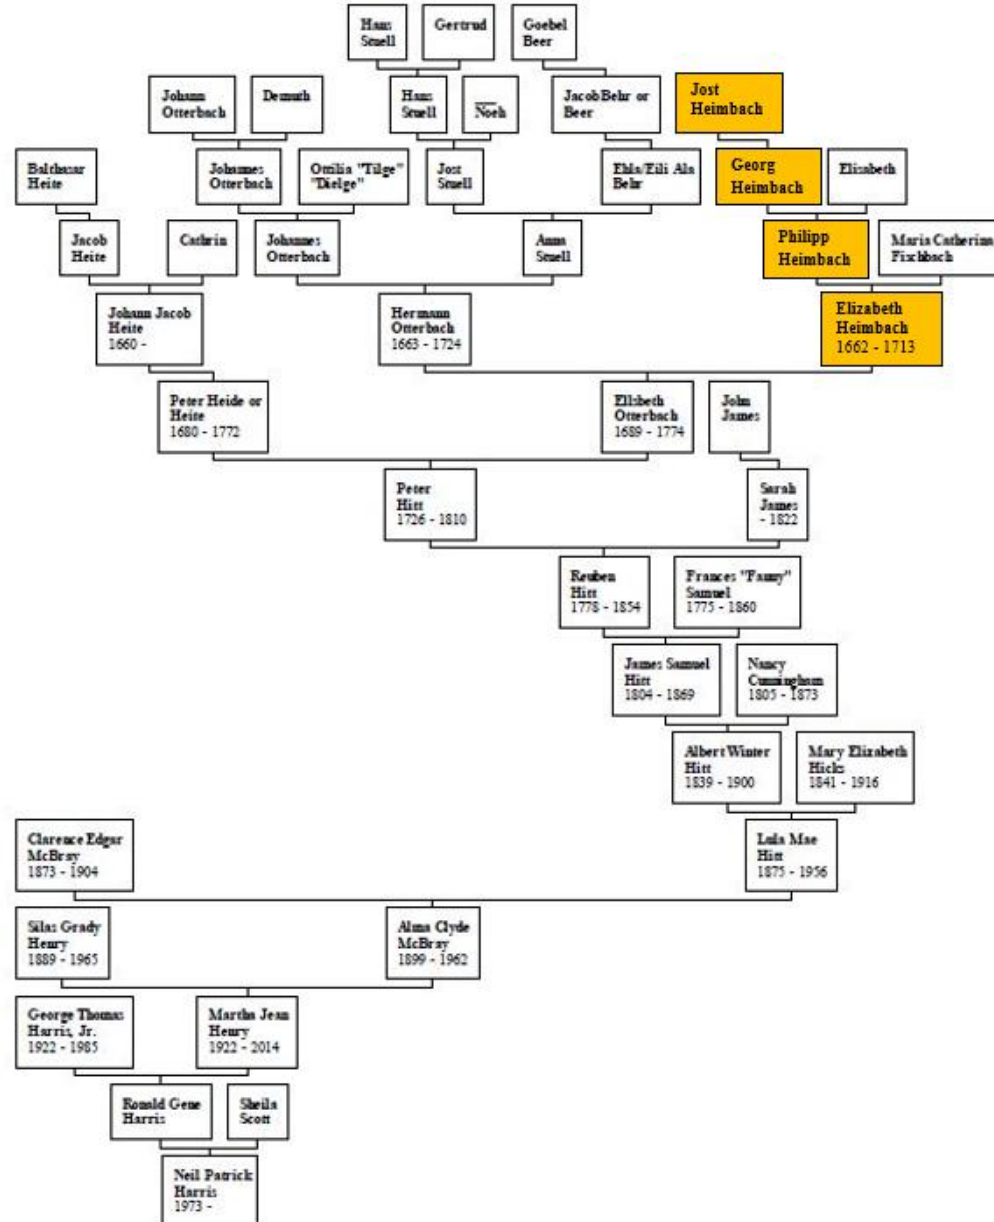 Hans
Snuell
Gertrud
Goebel
Beer
Johann
Otterbach
Demuth
Hans
Snuell
Noeh
Jacob Behr or
Beer
Jost
Heimbach
Balthasar
Heite
Johannes
Otterbach
Ottilia "Tilge"
"Dielge"
Jost
Snuell
Ehla/Eili Ala
Behr
Georg
Heimbach
Elisabeth
Jacob
Heite
Cathrin
Johannes
Otterbach
Anna
Snuell
Philipp
Heimbach
Maria Catherina
Fischbach
Johann Jacob
Heite
1660 -
Hermann
Otterbach
1663 - 1724
Elizabeth
Heimbach
1662 - 1713
Peter Heide or
Heite
1680 - 1772
Elisbeth
Otterbach
1689 - 1774
John
James
Peter
Hitt
1726 - 1810
Sarah
James
- 1822
Reuben
Hitt
1778 - 1854
Frances "Fanny"
Samuel
1775 - 1860
James Samuel
Hitt
1804 - 1869
Nancy
Cunningham
1805 - 1873
Albert Winter
Hitt
1839 - 1900
Mary Elizabeth
Hicks
1841 - 1916
Clarence Edgar
McBray
1873 - 1904
Lula Mae
Hitt
1875 - 1956
Silas Grady
Henry
1889 - 1965
Alma Clyde
McBray
1899 - 1962
George Thomas
Harris, Jr.
1922 - 1985
Martha Jean
Henry
1922 - 2014
Ronald Gene
Harris
Sheila
Scott
Neil Patrick
Harris
1973 -